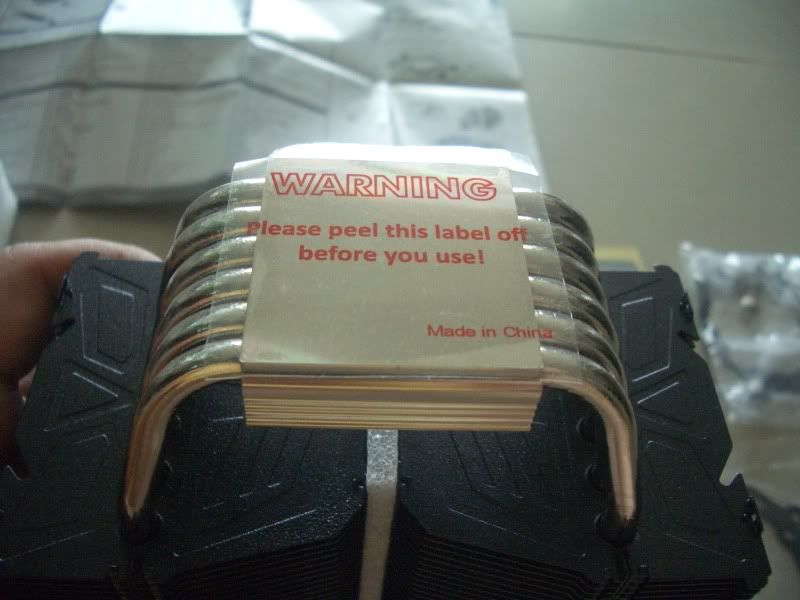 WARNING
Please peel this label off
before you use!
Made in China